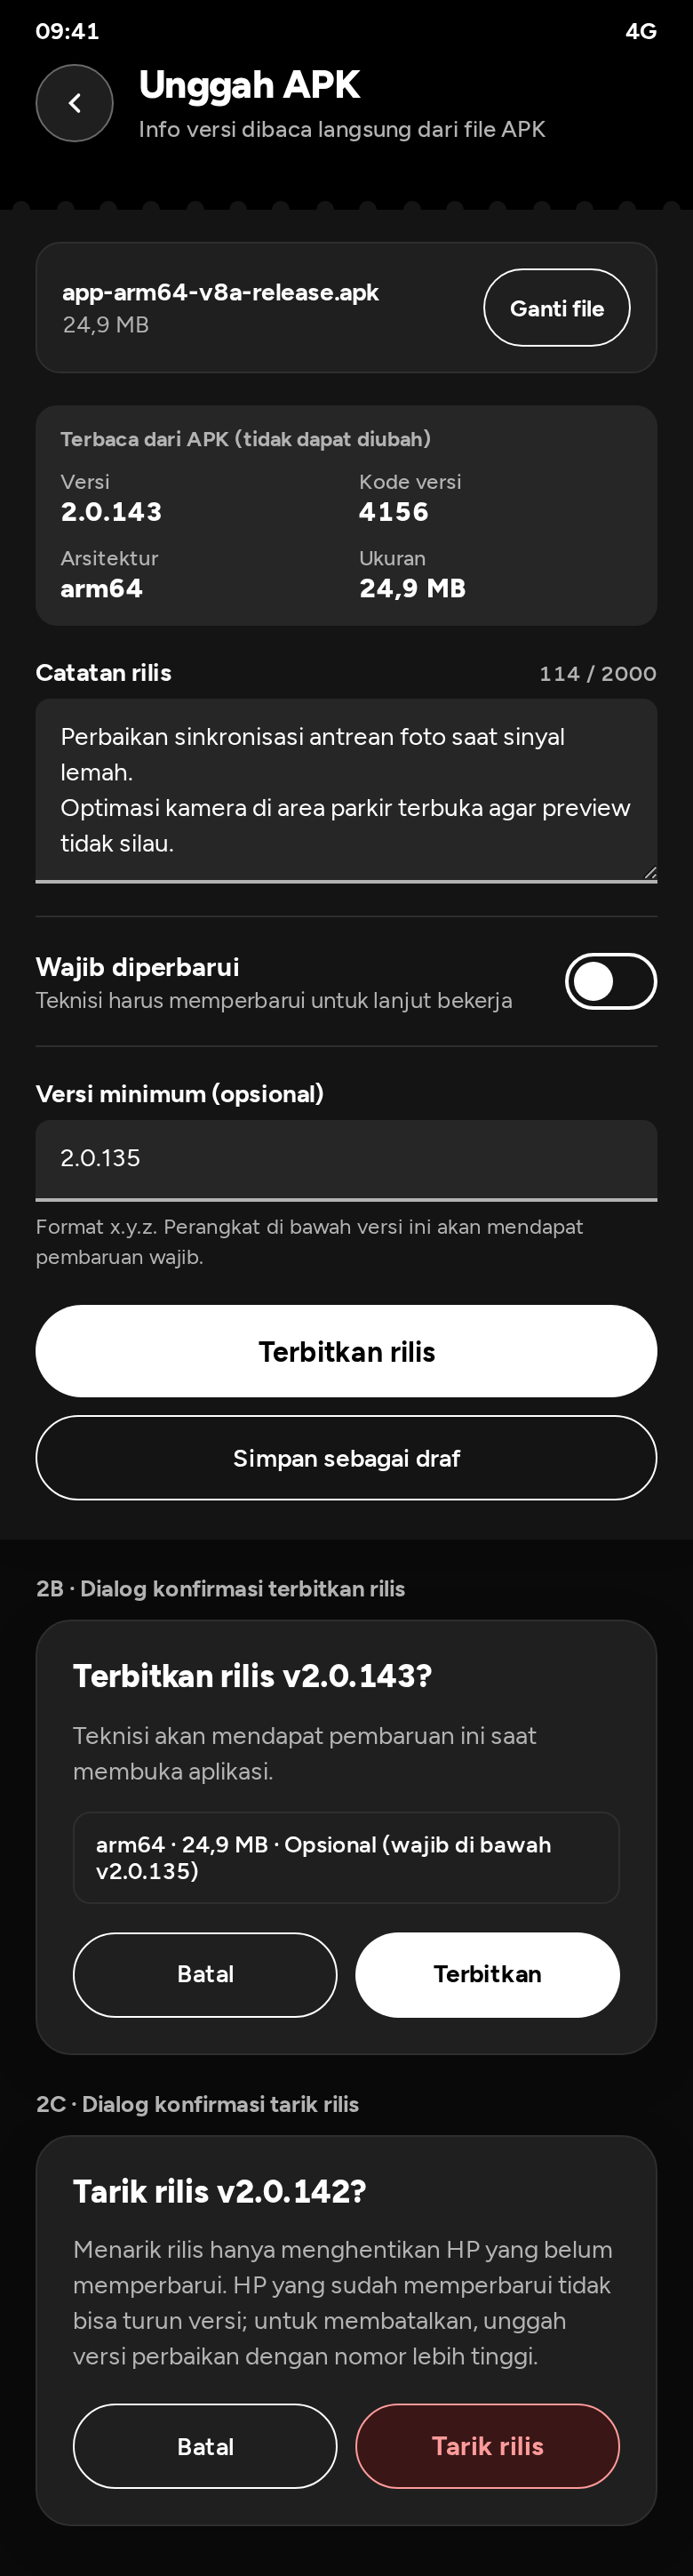 09:41
4G
Unggah APK
Info versi dibaca langsung dari file APK
app-arm64-v8a-release.apk
24,9 MB
Ganti file
Terbaca dari APK (tidak dapat diubah)
Versi
2.0.143
Kode versi
4156
Arsitektur
arm64
Ukuran
24,9 MB
Catatan rilis
114 / 2000
Perbaikan sinkronisasi antrean foto saat sinyal
lemah.
Optimasi kamera di area parkir terbuka agar preview
tidak silau.
Wajib diperbarui
Teknisi harus memperbarui untuk lanjut bekerja
Versi minimum (opsional)
2.0.135
Format x.y.z. Perangkat di bawah versi ini akan mendapat
pembaruan wajib.
Terbitkan rilis
Simpan sebagai draf
2B · Dialog konfirmasi terbitkan rilis
Terbitkan rilis v2.0.143?
Teknisi akan mendapat pembaruan ini saat
membuka aplikasi.
arm64 · 24,9 MB · Opsional (wajib di bawah
v2.0.135)
Batal
Terbitkan
2C · Dialog konfirmasi tarik rilis
Tarik rilis v2.0.142?
Menarik rilis hanya menghentikan HP yang belum
memperbarui. HP yang sudah memperbarui tidak
bisa turun versi; untuk membatalkan, unggah
versi perbaikan dengan nomor lebih tinggi.
Batal
Tarik rilis